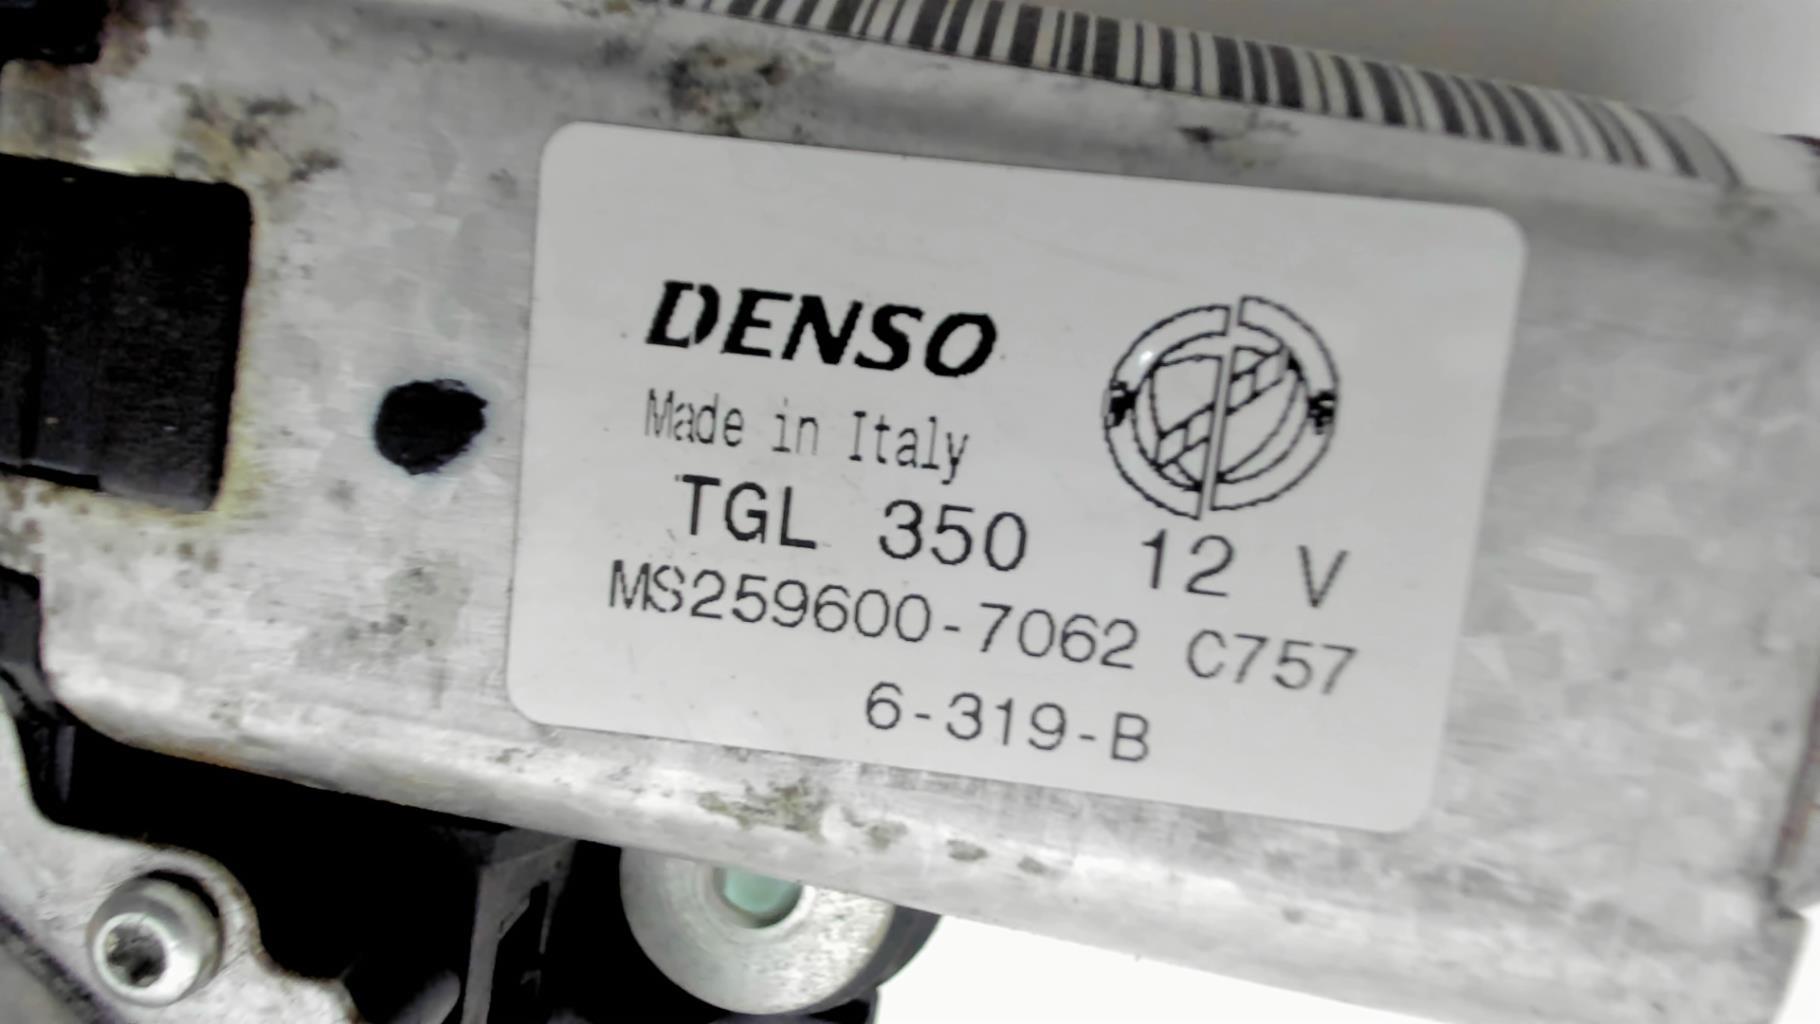 DENSO
Made in Italy
TGL 350 12 V
MS259600-7062 C757
6-319-B